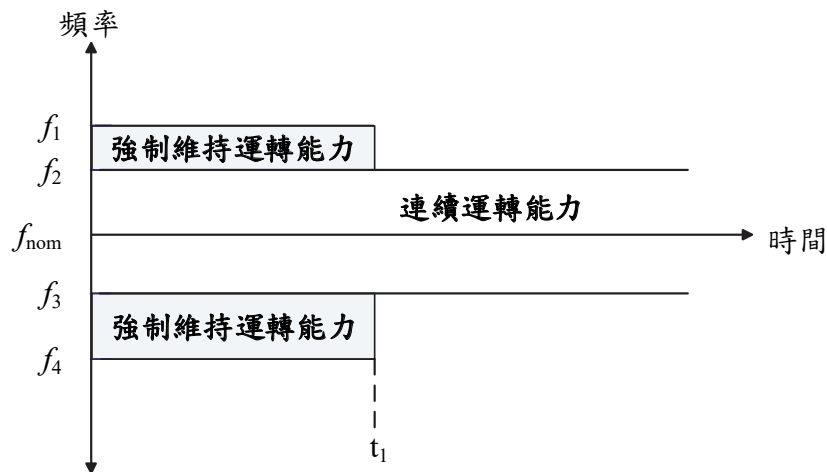 頻率
f₁
強制維持運轉能力
f₂
連續運轉能力
fnom
時間
f₃
強制維持運轉能力
f₄
t₁